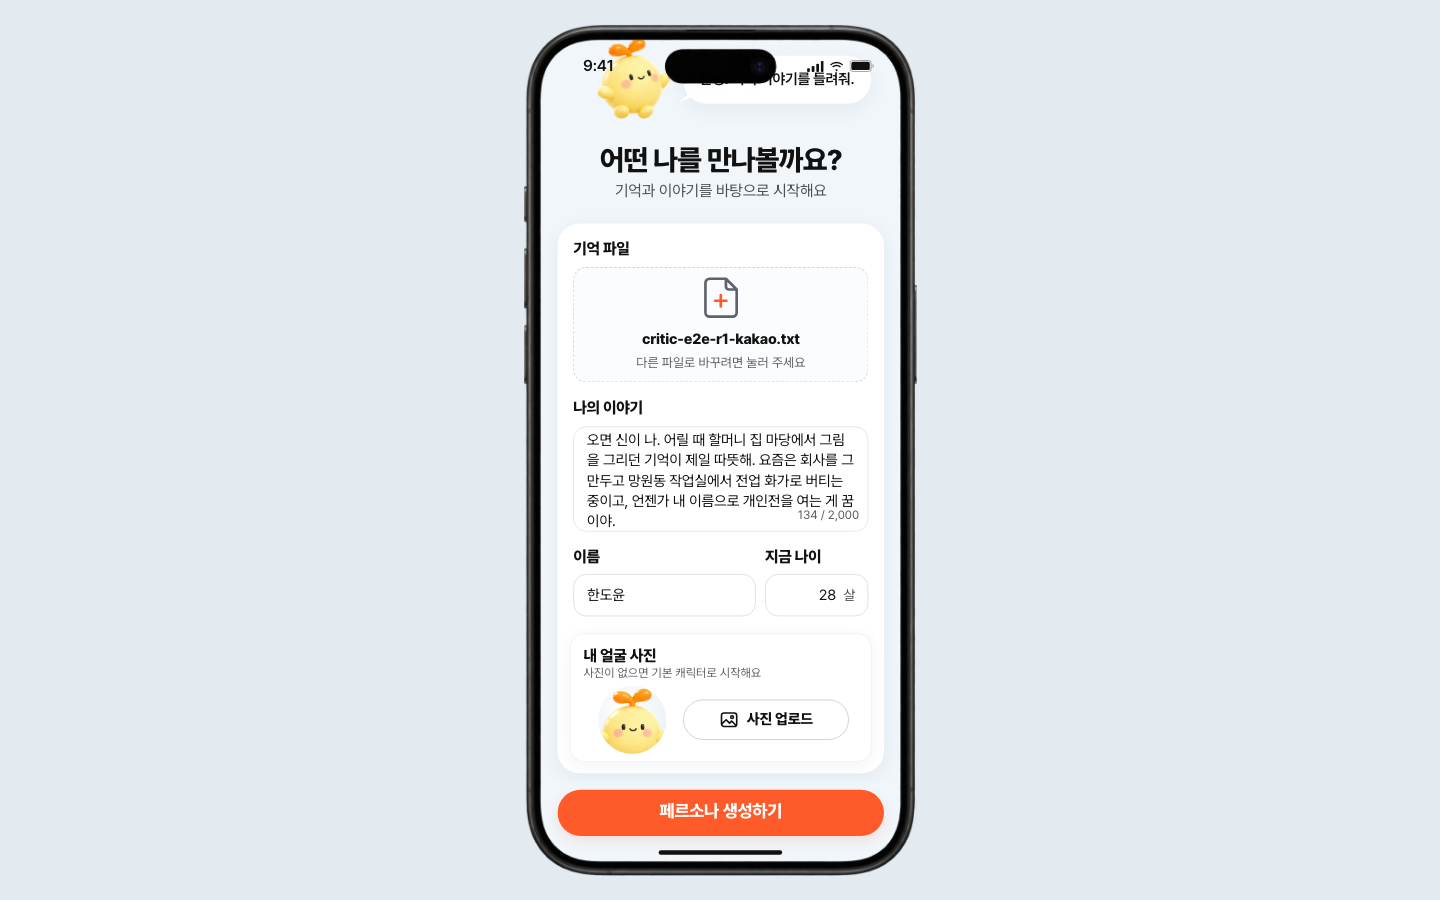 9:41
이야기를 들려줘.
어떤 나를 만나볼까요?
기억과 이야기를 바탕으로 시작해요
기억 파일
critic-e2e-r1-kakao.txt
다른 파일로 바꾸려면 눌러 주세요
나의 이야기
오면 신이 나. 어릴 때 할머니 집 마당에서 그림
을 그리던 기억이 제일 따뜻해. 요즘은 회사를 그
만두고 망원동 작업실에서 전업 화가로 버티는
중이고, 언젠가 내 이름으로 개인전을 여는 게 꿈
이야.
134 / 2,000
이름
지금 나이
한도윤
28 살
내 얼굴 사진
사진이 없으면 기본 캐릭터로 시작해요
사진 업로드
페르소나 생성하기